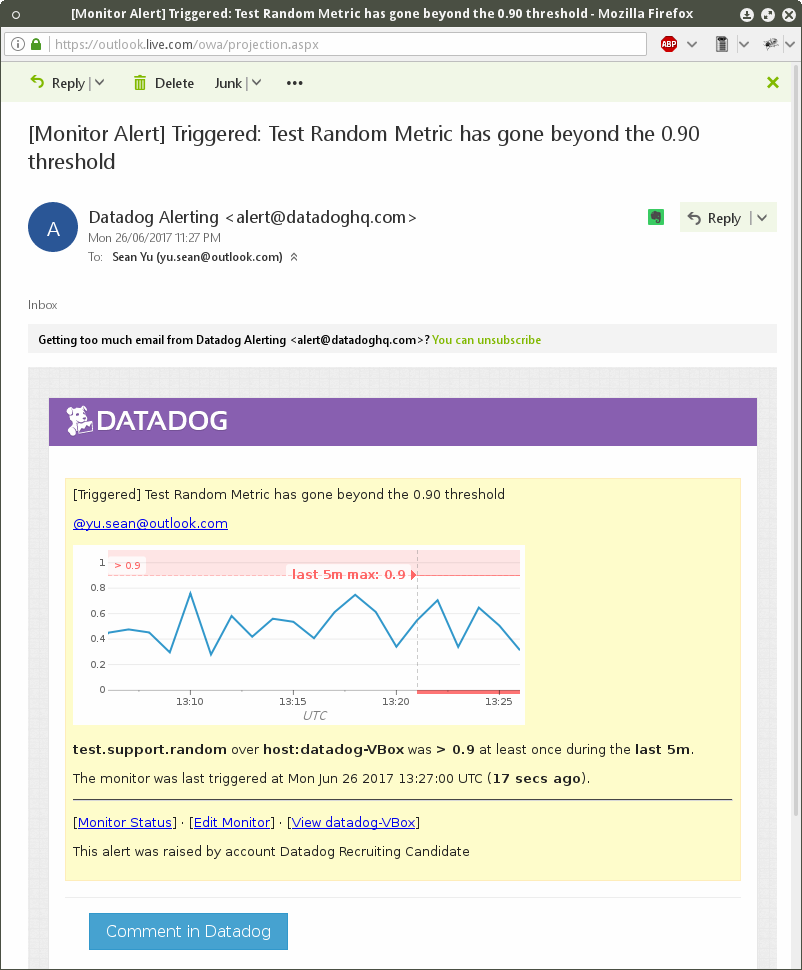 [Monitor Alert] Triggered: Test Random Metric has gone beyond the 0.90 threshold - Mozilla Firefox
https://outlook.live.com/owa/projection.aspx
ABP
Reply
Delete
Junk
[Monitor Alert] Triggered: Test Random Metric has gone beyond the 0.90
threshold
A
Datadog Alerting <alert@datadoghq.com>
Reply
Mon 26/06/2017 11:27 PM
To: Sean Yu (yu.sean@outlook.com)
Inbox
Getting too much email from Datadog Alerting <alert@datadoghq.com>? You can unsubscribe
DATADOG
[Triggered] Test Random Metric has gone beyond the 0.90 threshold
@yu.sean@outlook.com
1
> 0.9
last 5m max: 0.9
0.8
0.6
0.4
0.2
0
13:10 13:15 13:20 13:25
UTC
test.support.random over host:datadog-VBox was > 0.9 at least once during the last 5m.
The monitor was last triggered at Mon Jun 26 2017 13:27:00 UTC (17 secs ago).
[Monitor Status] · [Edit Monitor] · [View datadog-VBox]
This alert was raised by account Datadog Recruiting Candidate
Comment in Datadog